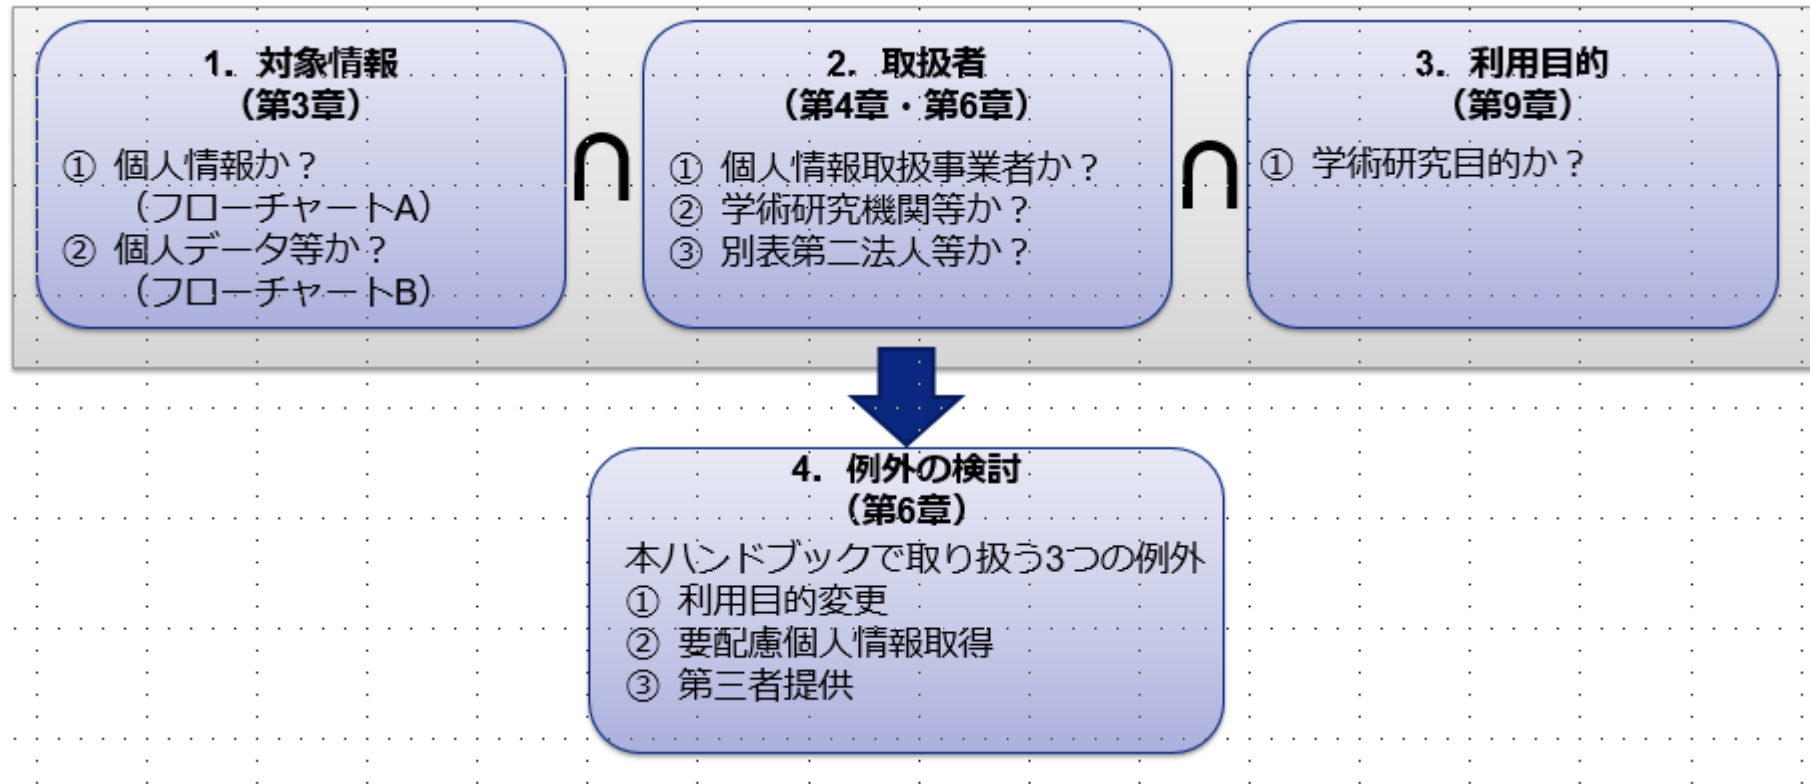 1．対象情報
（第3章）
① 個人情報か？
（フローチャートA）
② 個人データ等か？
（フローチャートB）
∩
2．取扱者
（第4章・第6章）
① 個人情報取扱事業者か？
② 学術研究機関等か？
③ 別表第二法人等か？
∩
3．利用目的
（第9章）
① 学術研究目的か？
4．例外の検討
（第6章）
本ハンドブックで取り扱う3つの例外
① 利用目的変更
② 要配慮個人情報取得
③ 第三者提供